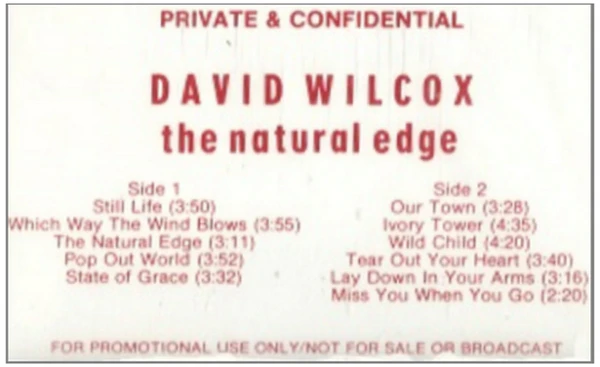 PRIVATE & CONFIDENTIAL
DAVID WILCOX
the natural edge
Side 1
Still Life (3:50)
Which Way The Wind Blows (3:55)
The Natural Edge (3:11)
Pop Out World (3:52)
State of Grace (3:32)
Side 2
Our Town (3:28)
Ivory Tower (4:35)
Wild Child (4:20)
Tear Out Your Heart (3:40)
Lay Down In Your Arms (3:16)
Miss You When You Go (2:20)
FOR PROMOTIONAL USE ONLY/NOT FOR SALE OR BROADCAST